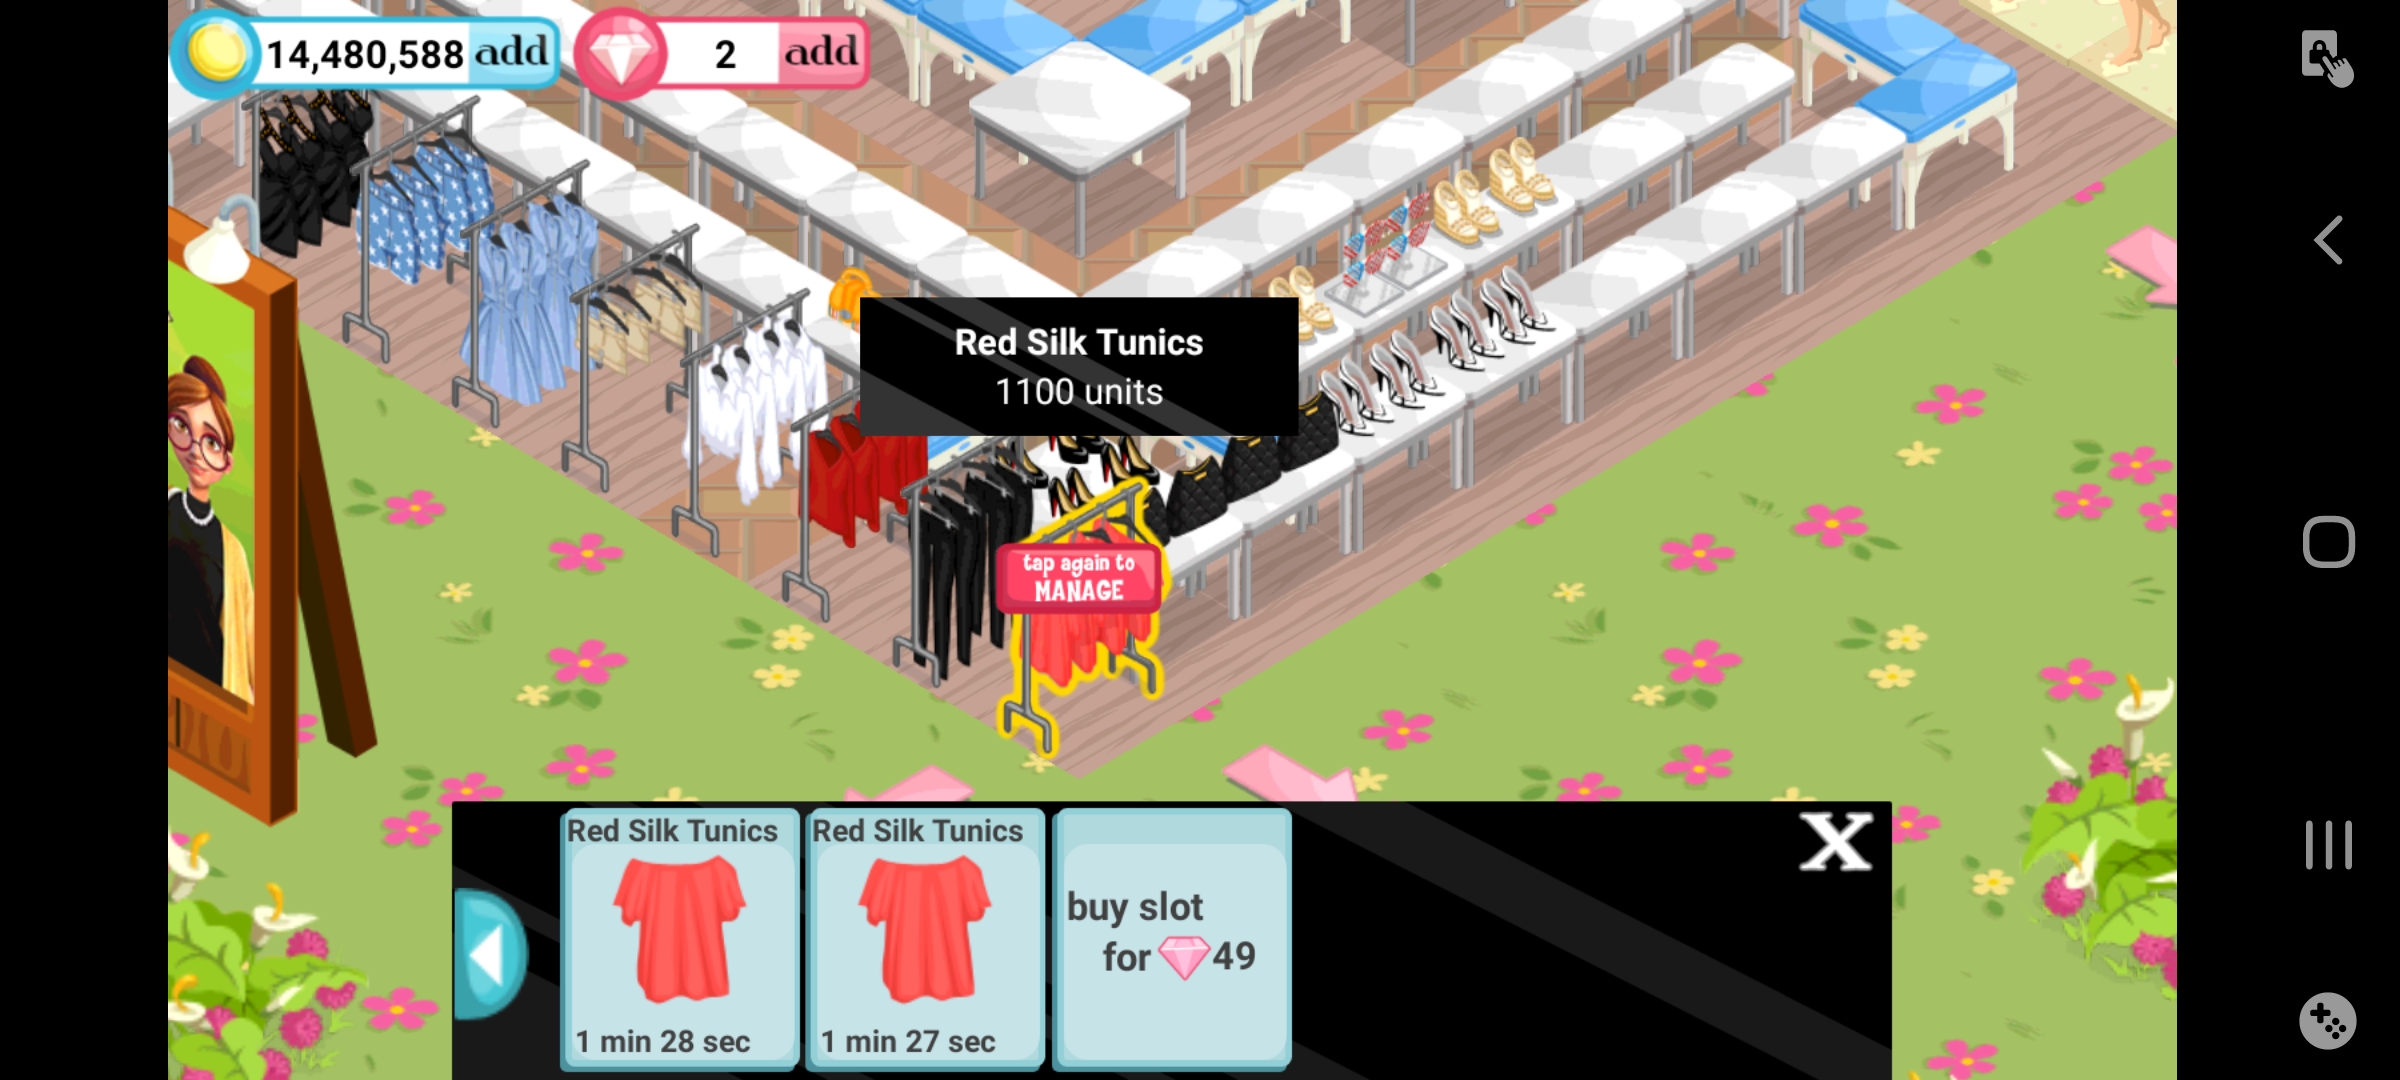 14,480,588 add
2 add
Red Silk Tunics
1100 units
tap again to
MANAGE
Red Silk Tunics
1 min 28 sec
Red Silk Tunics
1 min 27 sec
buy slot
for 49
X